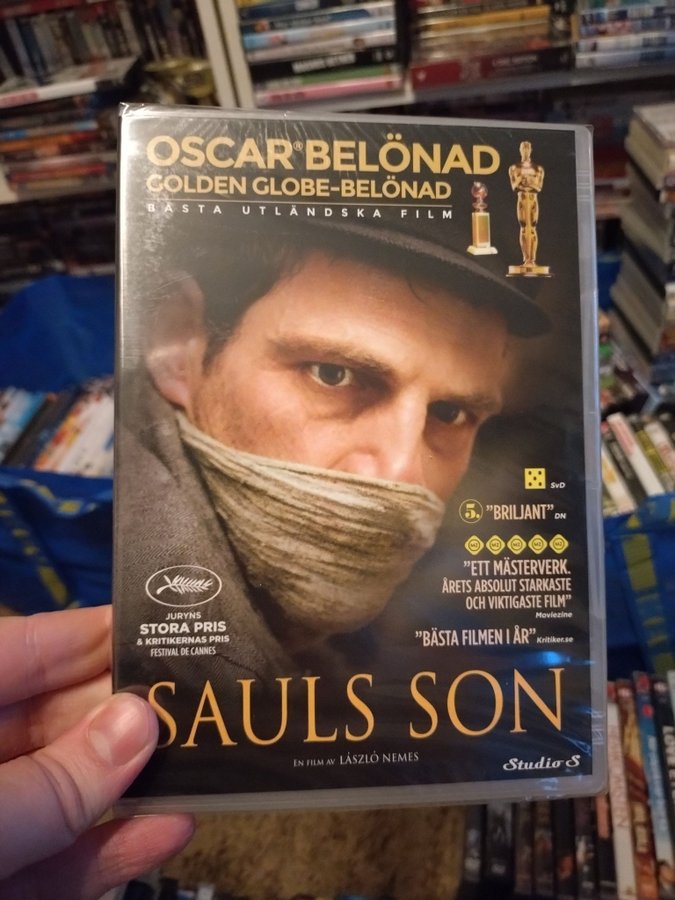 OSCAR® BELÖNAD
GOLDEN GLOBE-BELÖNAD
BÄSTA UTLÄNDSKA FILM
SvD
5. "BRILJANT" DN
"ETT MÄSTERVERK.
ÅRETS ABSOLUT STARKASTE
OCH VIKTIGASTE FILM"
Moviezine
"BÄSTA FILMEN I ÅR" Kritiker.se
JURYNS
STORA PRIS
& KRITIKERNAS PRIS
FESTIVAL DE CANNES
SAULS SON
EN FILM AV LÁSZLÓ NEMES
Studio S